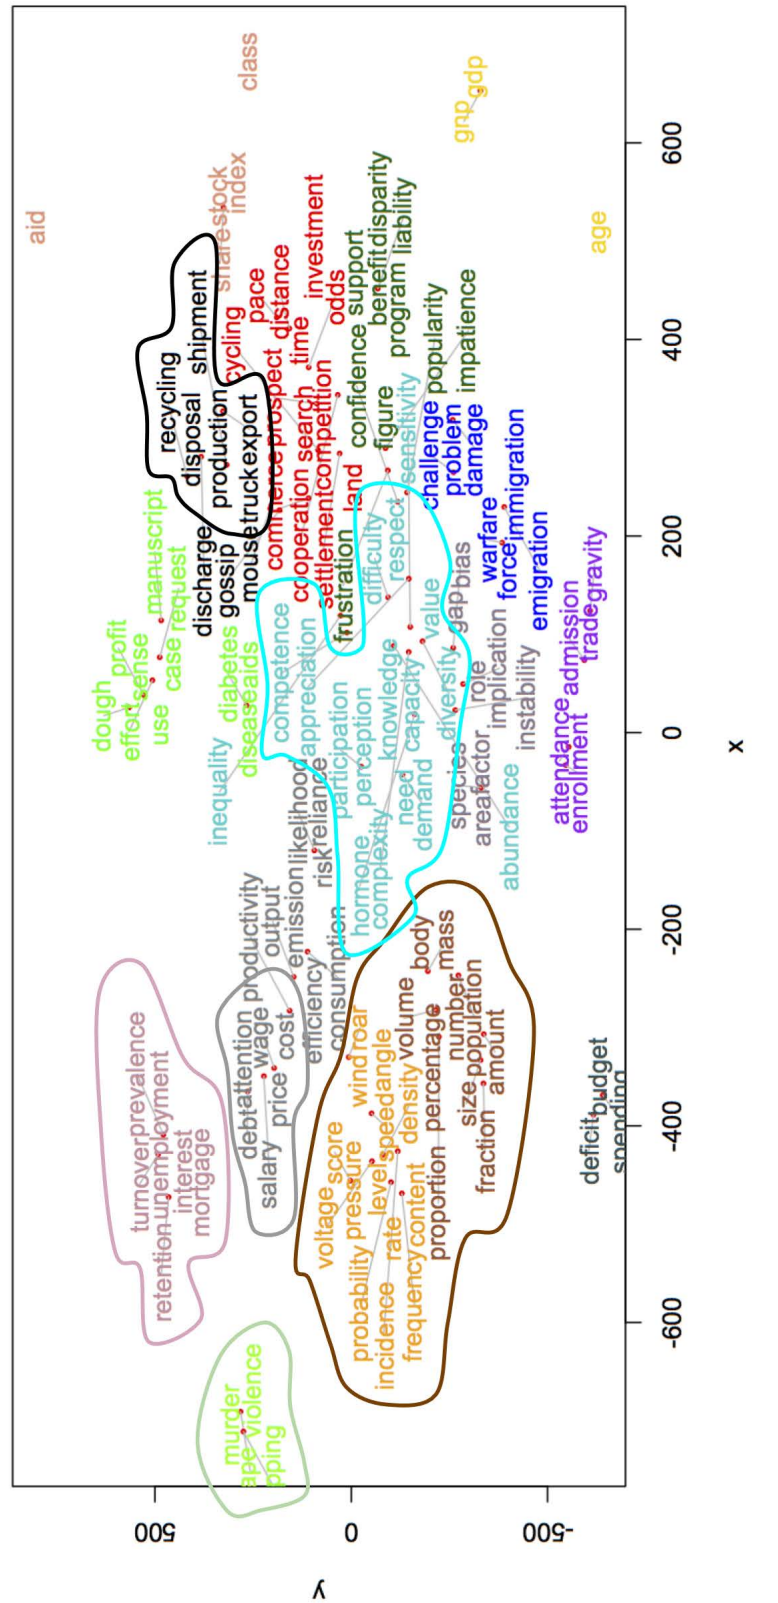 aid
dough
profit
effort
sense
manuscript
use
case
request
turnover
prevalence
retention
unemployment
interest
mortgage
recycling
disposal
shipment
discharge
production
gossip
mouse
truck
export
share
stock
index
class
inequality
diabetes
disease
aids
murder
ape
violence
pping
debt
attention
productivity
salary
wage
output
price
cost
emission
likelihood
efficiency
risk
reliance
consumption
competence
appreciation
cycling
pace
distance
commerce
prospect
time
investment
cooperation
search
odds
settlement
competition
land
participation
perception
frustration
confidence
support
difficulty
figure
benefit
disparity
respect
program
liability
sensitivity
popularity
impatience
hormone
complexity
knowledge
need
capacity
demand
value
diversity
voltage
score
wind
roar
probability
pressure
level
speed
angle
incidence
rate
density
frequency
content
volume
body
percentage
mass
proportion
number
size
population
fraction
amount
species
gap
bias
area
factor
role
implication
abundance
instability
challenge
problem
damage
warfare
force
immigration
emigration
attendance
admission
enrollment
trade
gravity
gnp
gdp
age
deficit
budget
spending
500
0
-500
y
-600
-400
-200
0
200
400
600
x